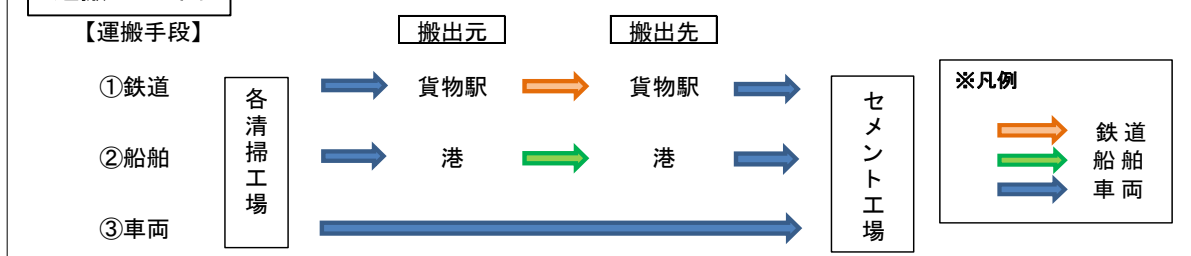 【運搬手段】 搬出元 搬出先
①鉄道 貨物駅 貨物駅
②船舶 港 港
③車両
各清掃工場
セメント工場
※凡例
鉄道
船舶
車両